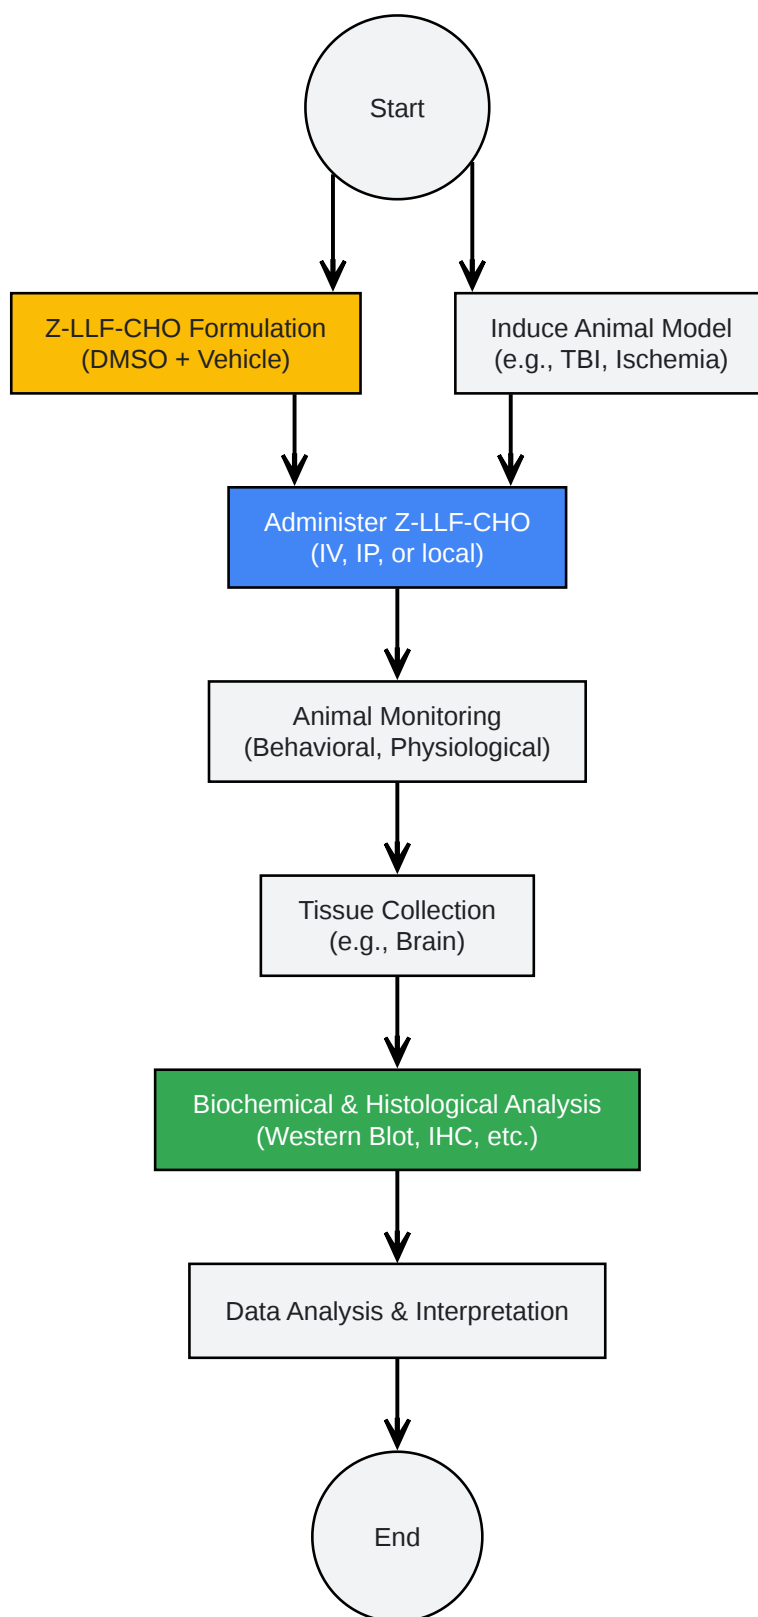 Start
Z-LLF-CHO Formulation
(DMSO + Vehicle)
Induce Animal Model
(e.g., TBI, Ischemia)
Administer Z-LLF-CHO
(IV, IP, or local)
Animal Monitoring
(Behavioral, Physiological)
Tissue Collection
(e.g., Brain)
Biochemical & Histological Analysis
(Western Blot, IHC, etc.)
Data Analysis & Interpretation
End